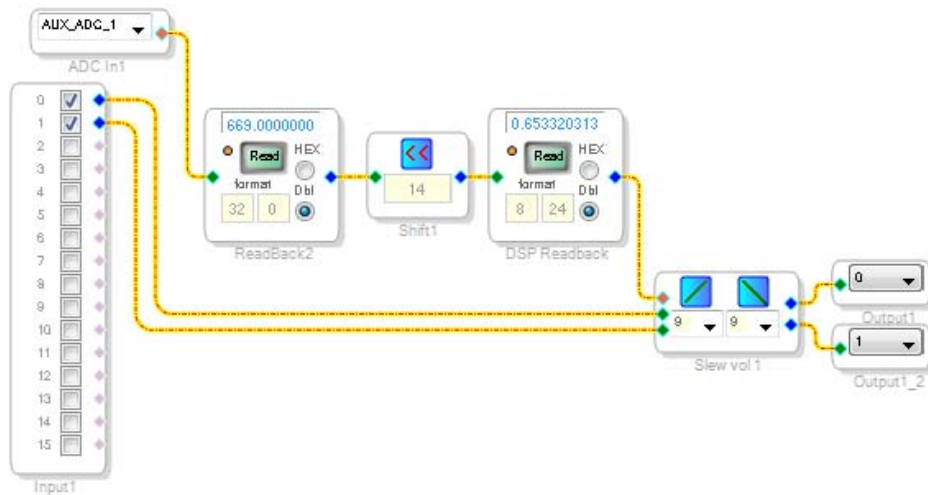 AUX_ADC_1
ADC In1
0
1
2
3
4
5
6
7
8
9
10
11
12
13
14
15
Input1
669.0000000
Read
HEX
format
Dbl
32 0
ReadBack2
<<
14
Shift1
0.653320313
Read
HEX
format
Dbl
8 24
DSP Readback
9 9
Slew vol 1
0
Output1
1
Output1_2